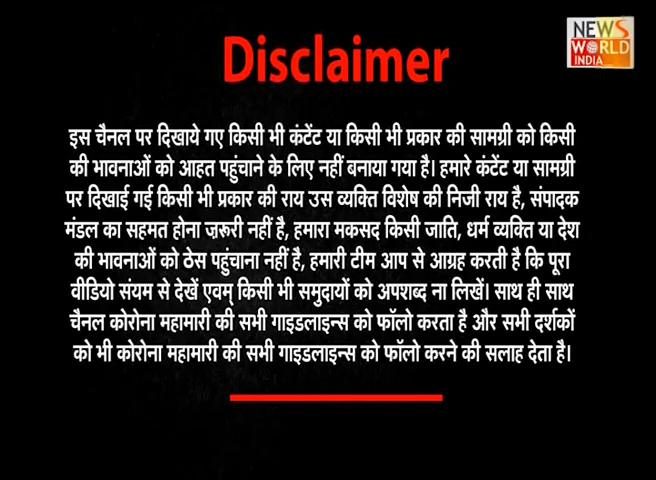 NEWS
WORLD
INDIA
Disclaimer
इस चैनल पर दिखाये गए किसी भी कंटेंट या किसी भी प्रकार की सामग्री को किसी
की भावनाओं को आहत पहुंचाने के लिए नहीं बनाया गया है। हमारे कंटेंट या सामग्री
पर दिखाई गई किसी भी प्रकार की राय उस व्यक्ति विशेष की निजी राय है, संपादक
मंडल का सहमत होना ज़रूरी नहीं है, हमारा मकसद किसी जाति, धर्म व्यक्ति या देश
की भावनाओं को ठेस पहुंचाना नहीं है, हमारी टीम आप से आग्रह करती है कि पूरा
वीडियो संयम से देखें एवम् किसी भी समुदायों को अपशब्द ना लिखें। साथ ही साथ
चैनल कोरोना महामारी की सभी गाइडलाइन्स को फॉलो करता है और सभी दर्शकों
को भी कोरोना महामारी की सभी गाइडलाइन्स को फॉलो करने की सलाह देता है।